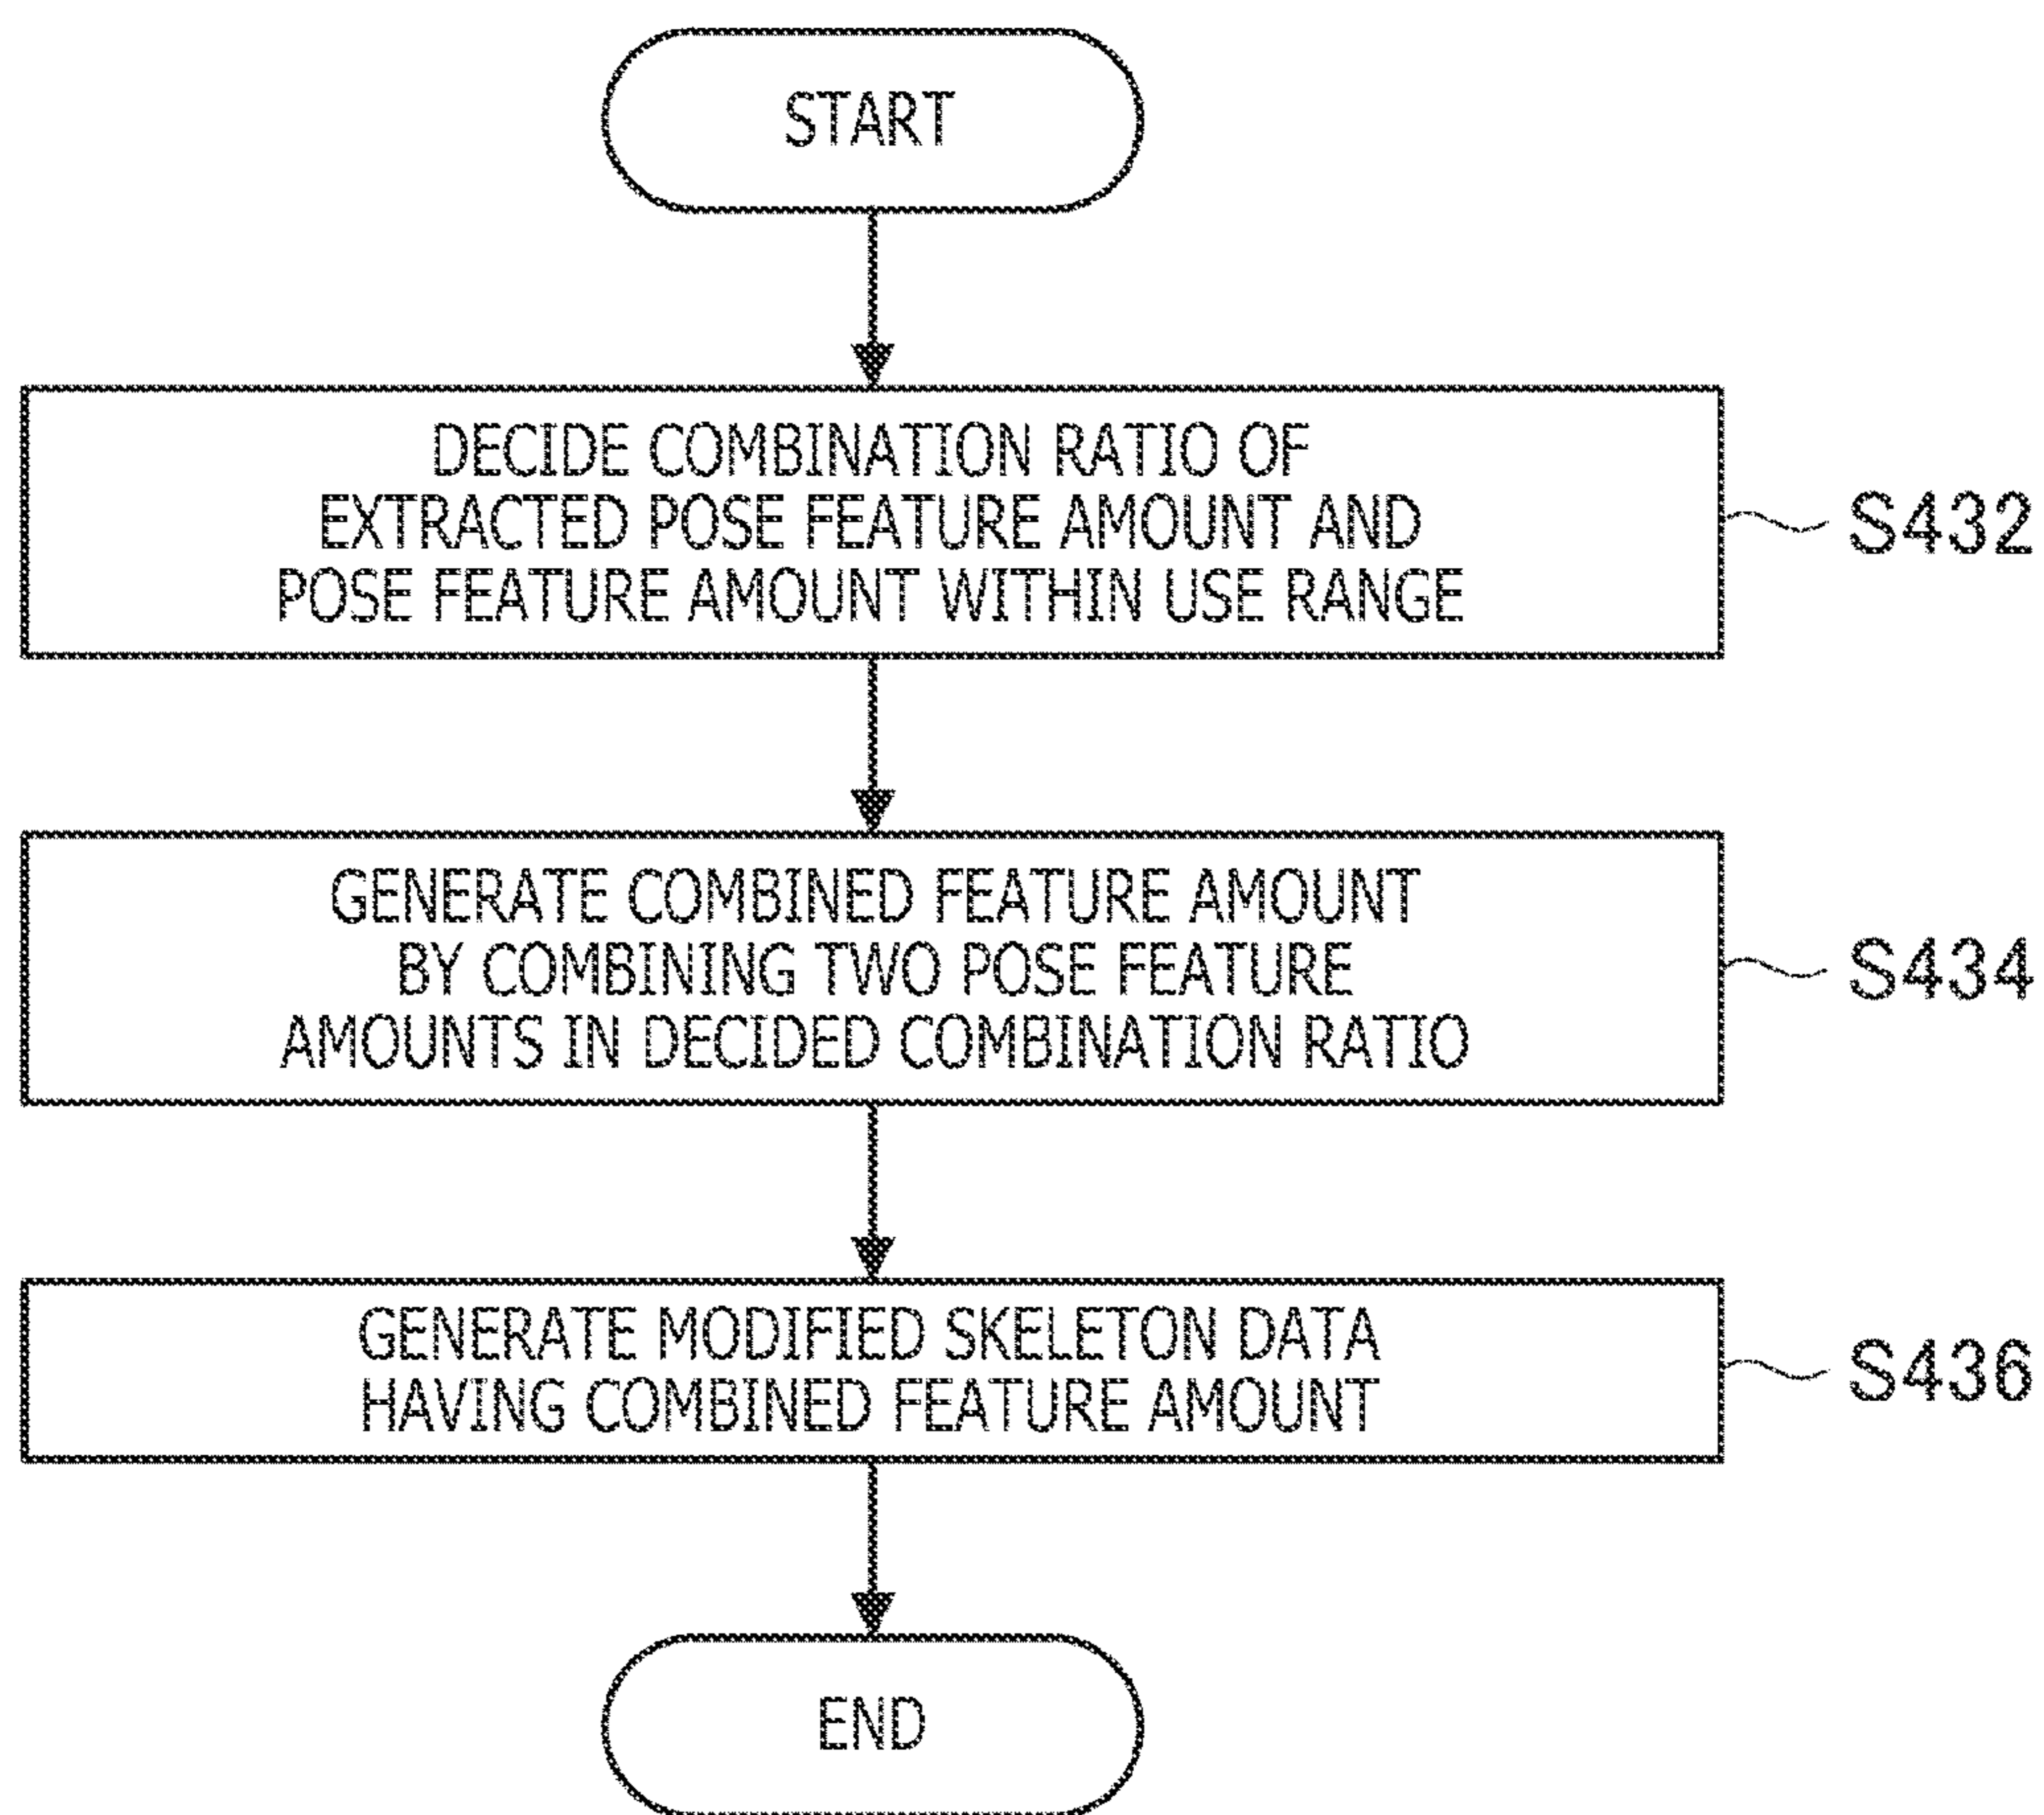 START
DECIDE COMBINATION RATIO OF
EXTRACTED POSE FEATURE AMOUNT AND
POSE FEATURE AMOUNT WITHIN USE RANGE
S432
GENERATE COMBINED FEATURE AMOUNT
BY COMBINING TWO POSE FEATURE
AMOUNTS IN DECIDED COMBINATION RATIO
S434
GENERATE MODIFIED SKELETON DATA
HAVING COMBINED FEATURE AMOUNT
S436
END